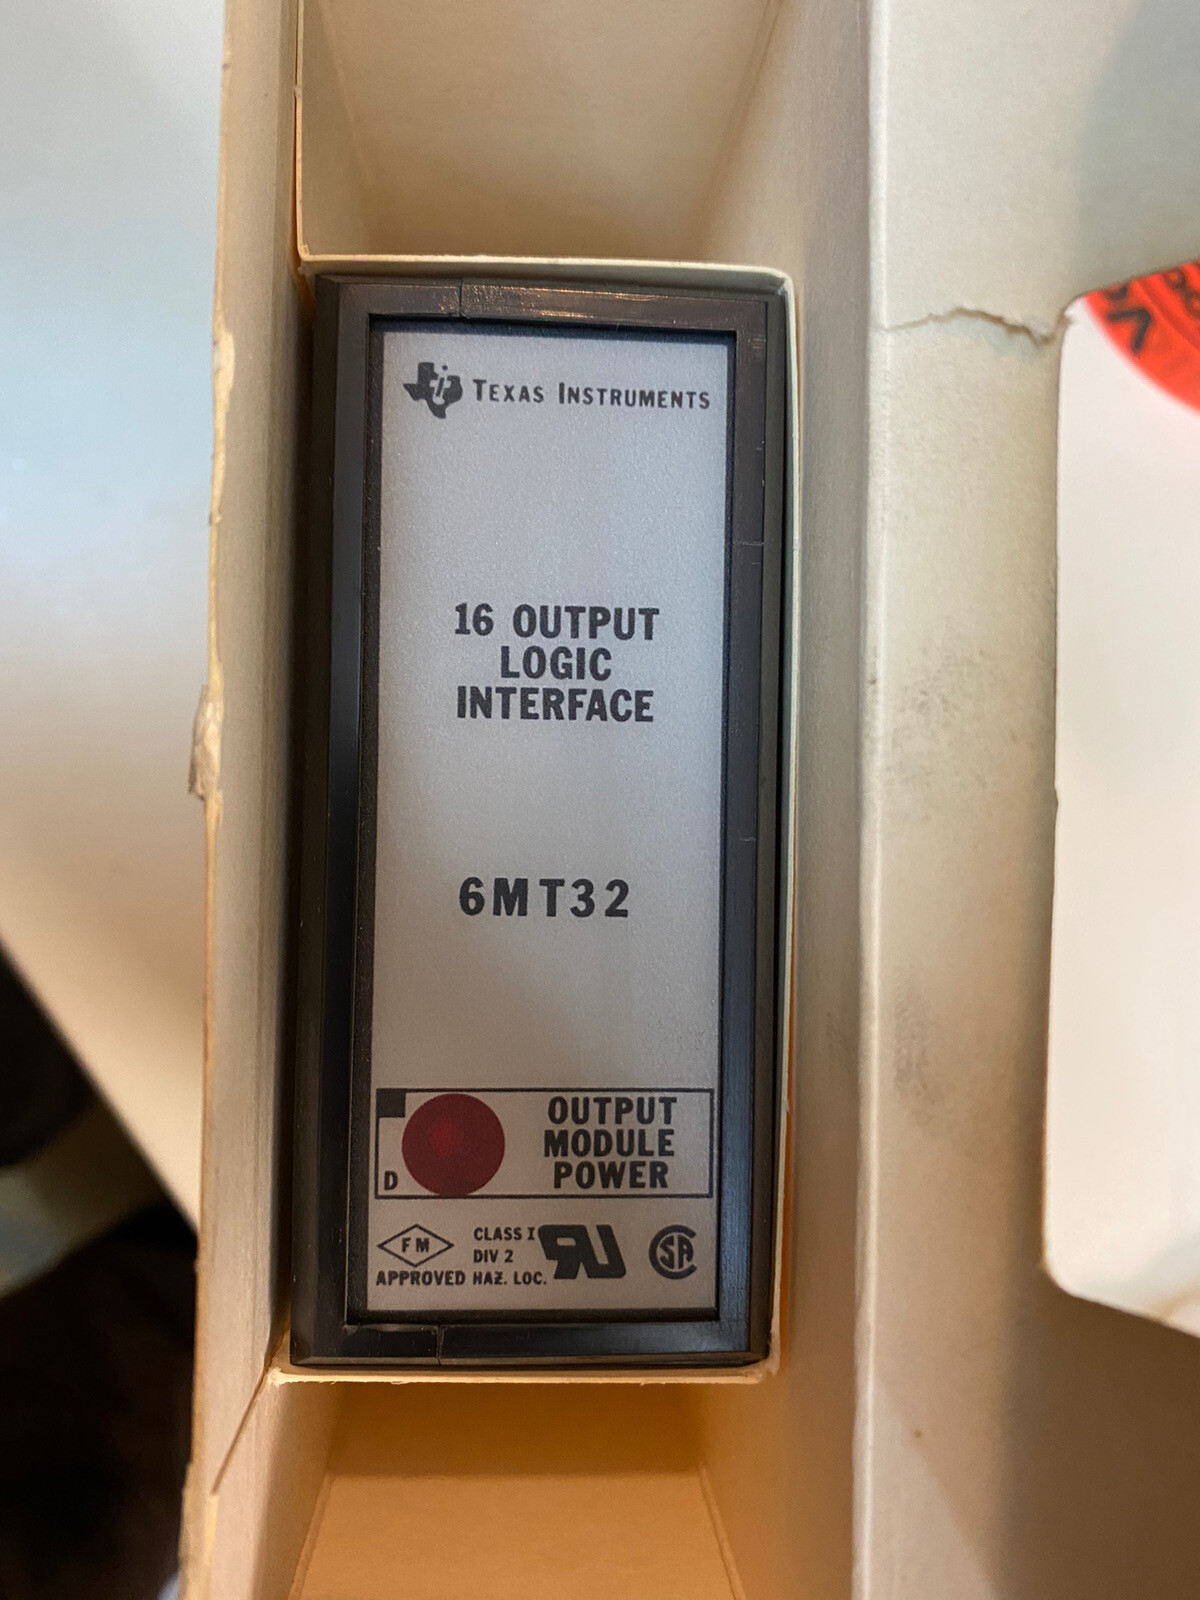 TEXAS INSTRUMENTS
16 OUTPUT
LOGIC
INTERFACE
6MT32
OUTPUT
MODULE
POWER
D
FM
CLASS I
DIV 2
APPROVED HAZ. LOC.